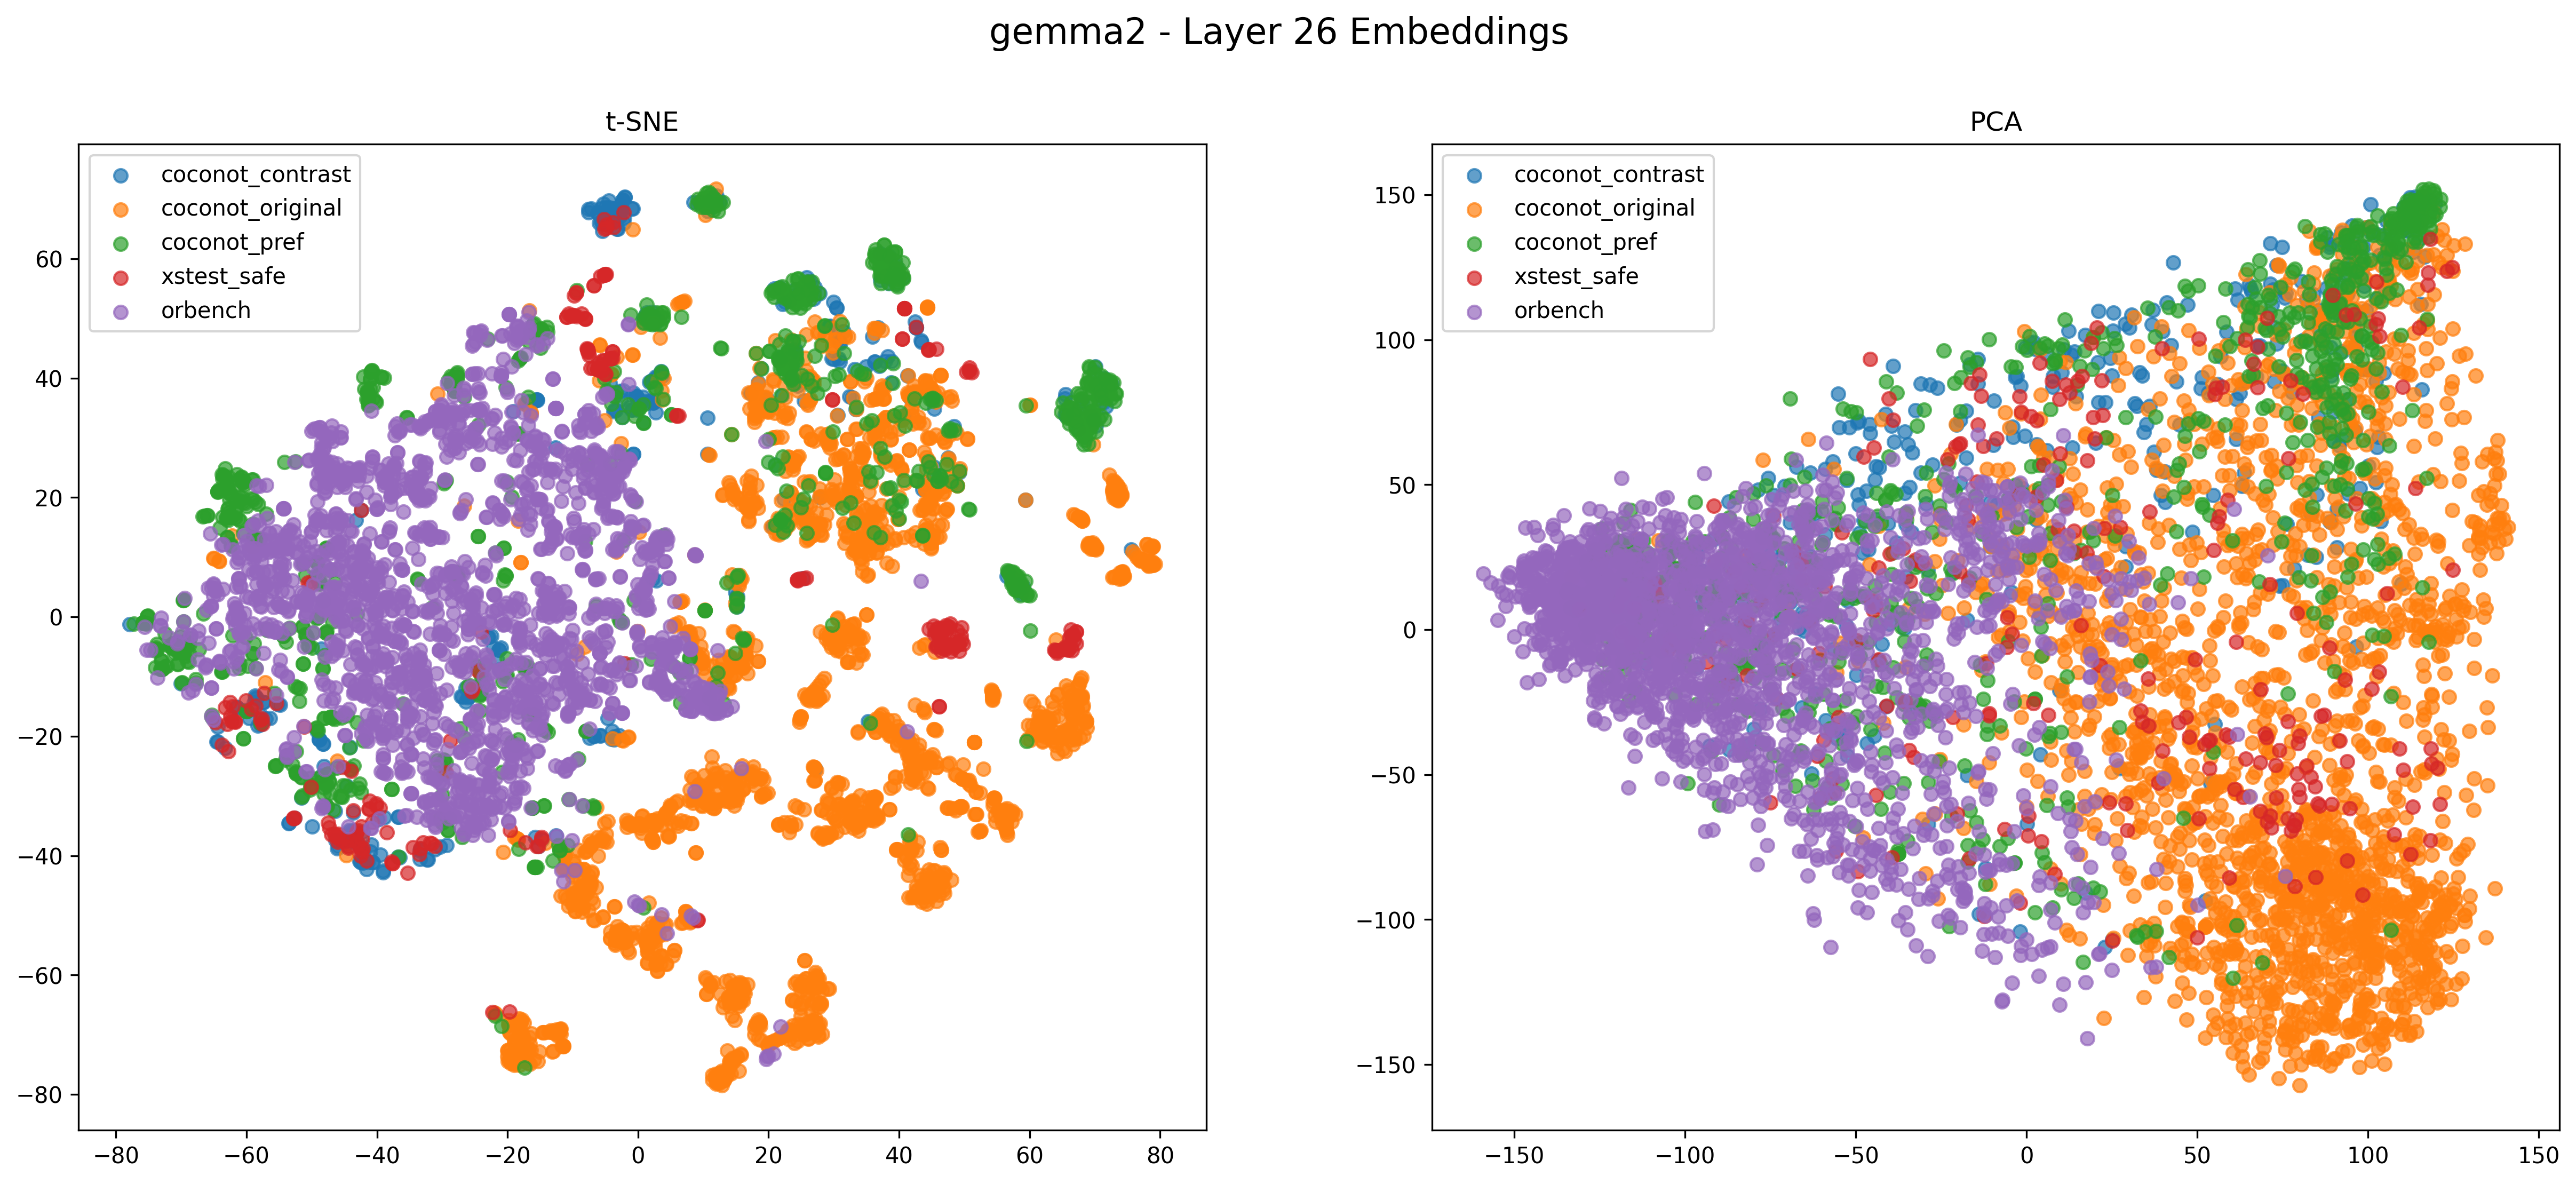 gemma2 - Layer 26 Embeddings
t-SNE
coconot_contrast
coconot_original
coconot_pref
xstest_safe
orbench
60
40
20
0
−20
−40
−60
−80
−80 −60 −40 −20 0 20 40 60 80
PCA
coconot_contrast
coconot_original
coconot_pref
xstest_safe
orbench
150
100
50
0
−50
−100
−150
−150 −100 −50 0 50 100 150